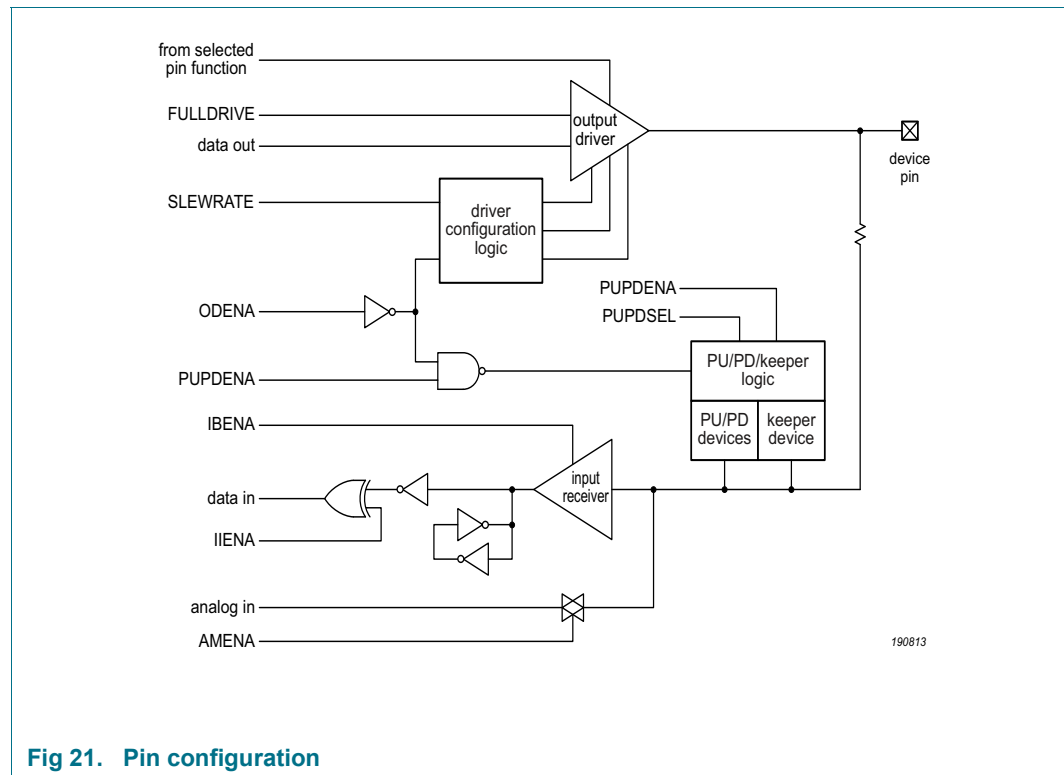 from selected
pin function
FULLDRIVE
data out
output
driver
device
pin
SLEWRATE
driver
configuration
logic
ODENA
PUPDENA
PUPDSEL
PUPDENA
PU/PD/keeper
logic
PU/PD
devices
keeper
device
IBENA
input
receiver
data in
IIENA
analog in
AMENA
190813
Fig 21. Pin configuration